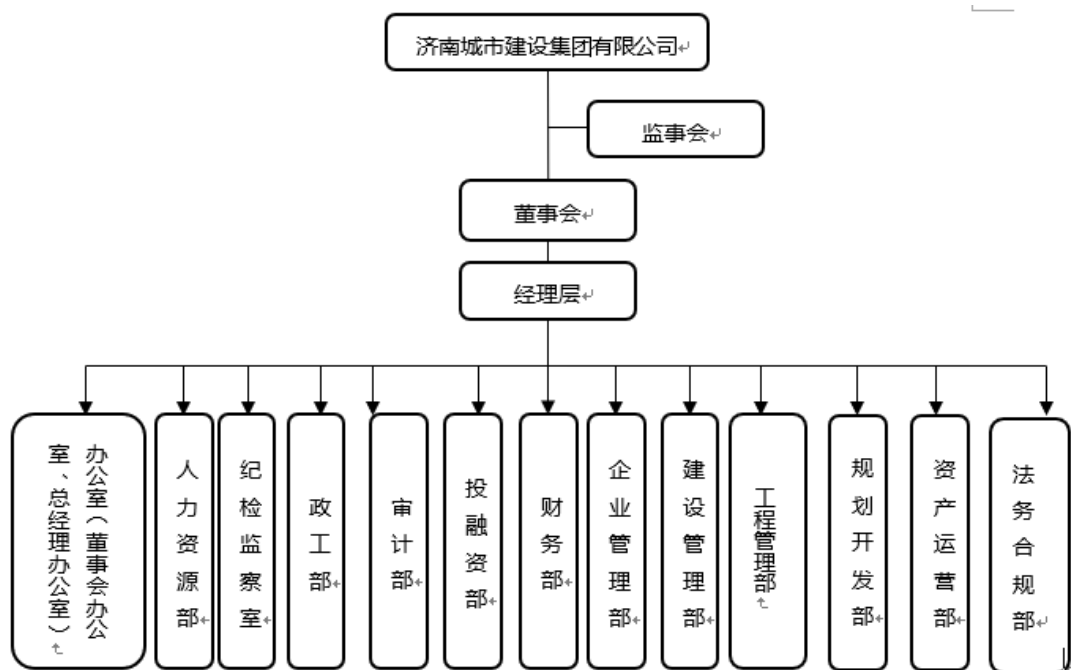 济南城市建设集团有限公司
监事会
董事会
经理层
办公室（董事会办公
室、总经理办公室）
人力资源部
纪检监察室
政工部
审计部
投融资部
财务部
企业管理部
建设管理部
工程管理部
规划开发部
资产运营部
法务合规部